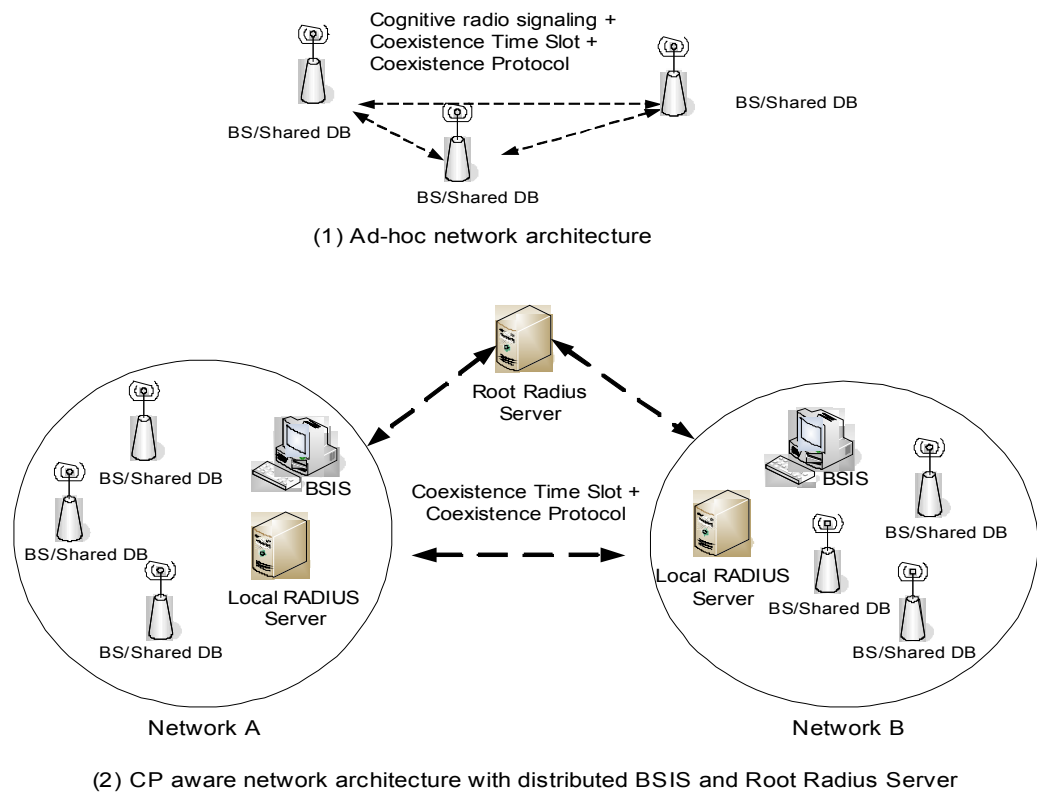 Cognitive radio signaling +
Coexistence Time Slot +
Coexistence Protocol
BS/Shared DB
BS/Shared DB
BS/Shared DB
(1) Ad-hoc network architecture
Root Radius
Server
BS/Shared DB
BSIS
BS/Shared DB
Local RADIUS
Server
BS/Shared DB
Network A
Coexistence Time Slot +
Coexistence Protocol
BSIS
BS/Shared DB
Local RADIUS
Server
BS/Shared DB
BS/Shared DB
Network B
(2) CP aware network architecture with distributed BSIS and Root Radius Server